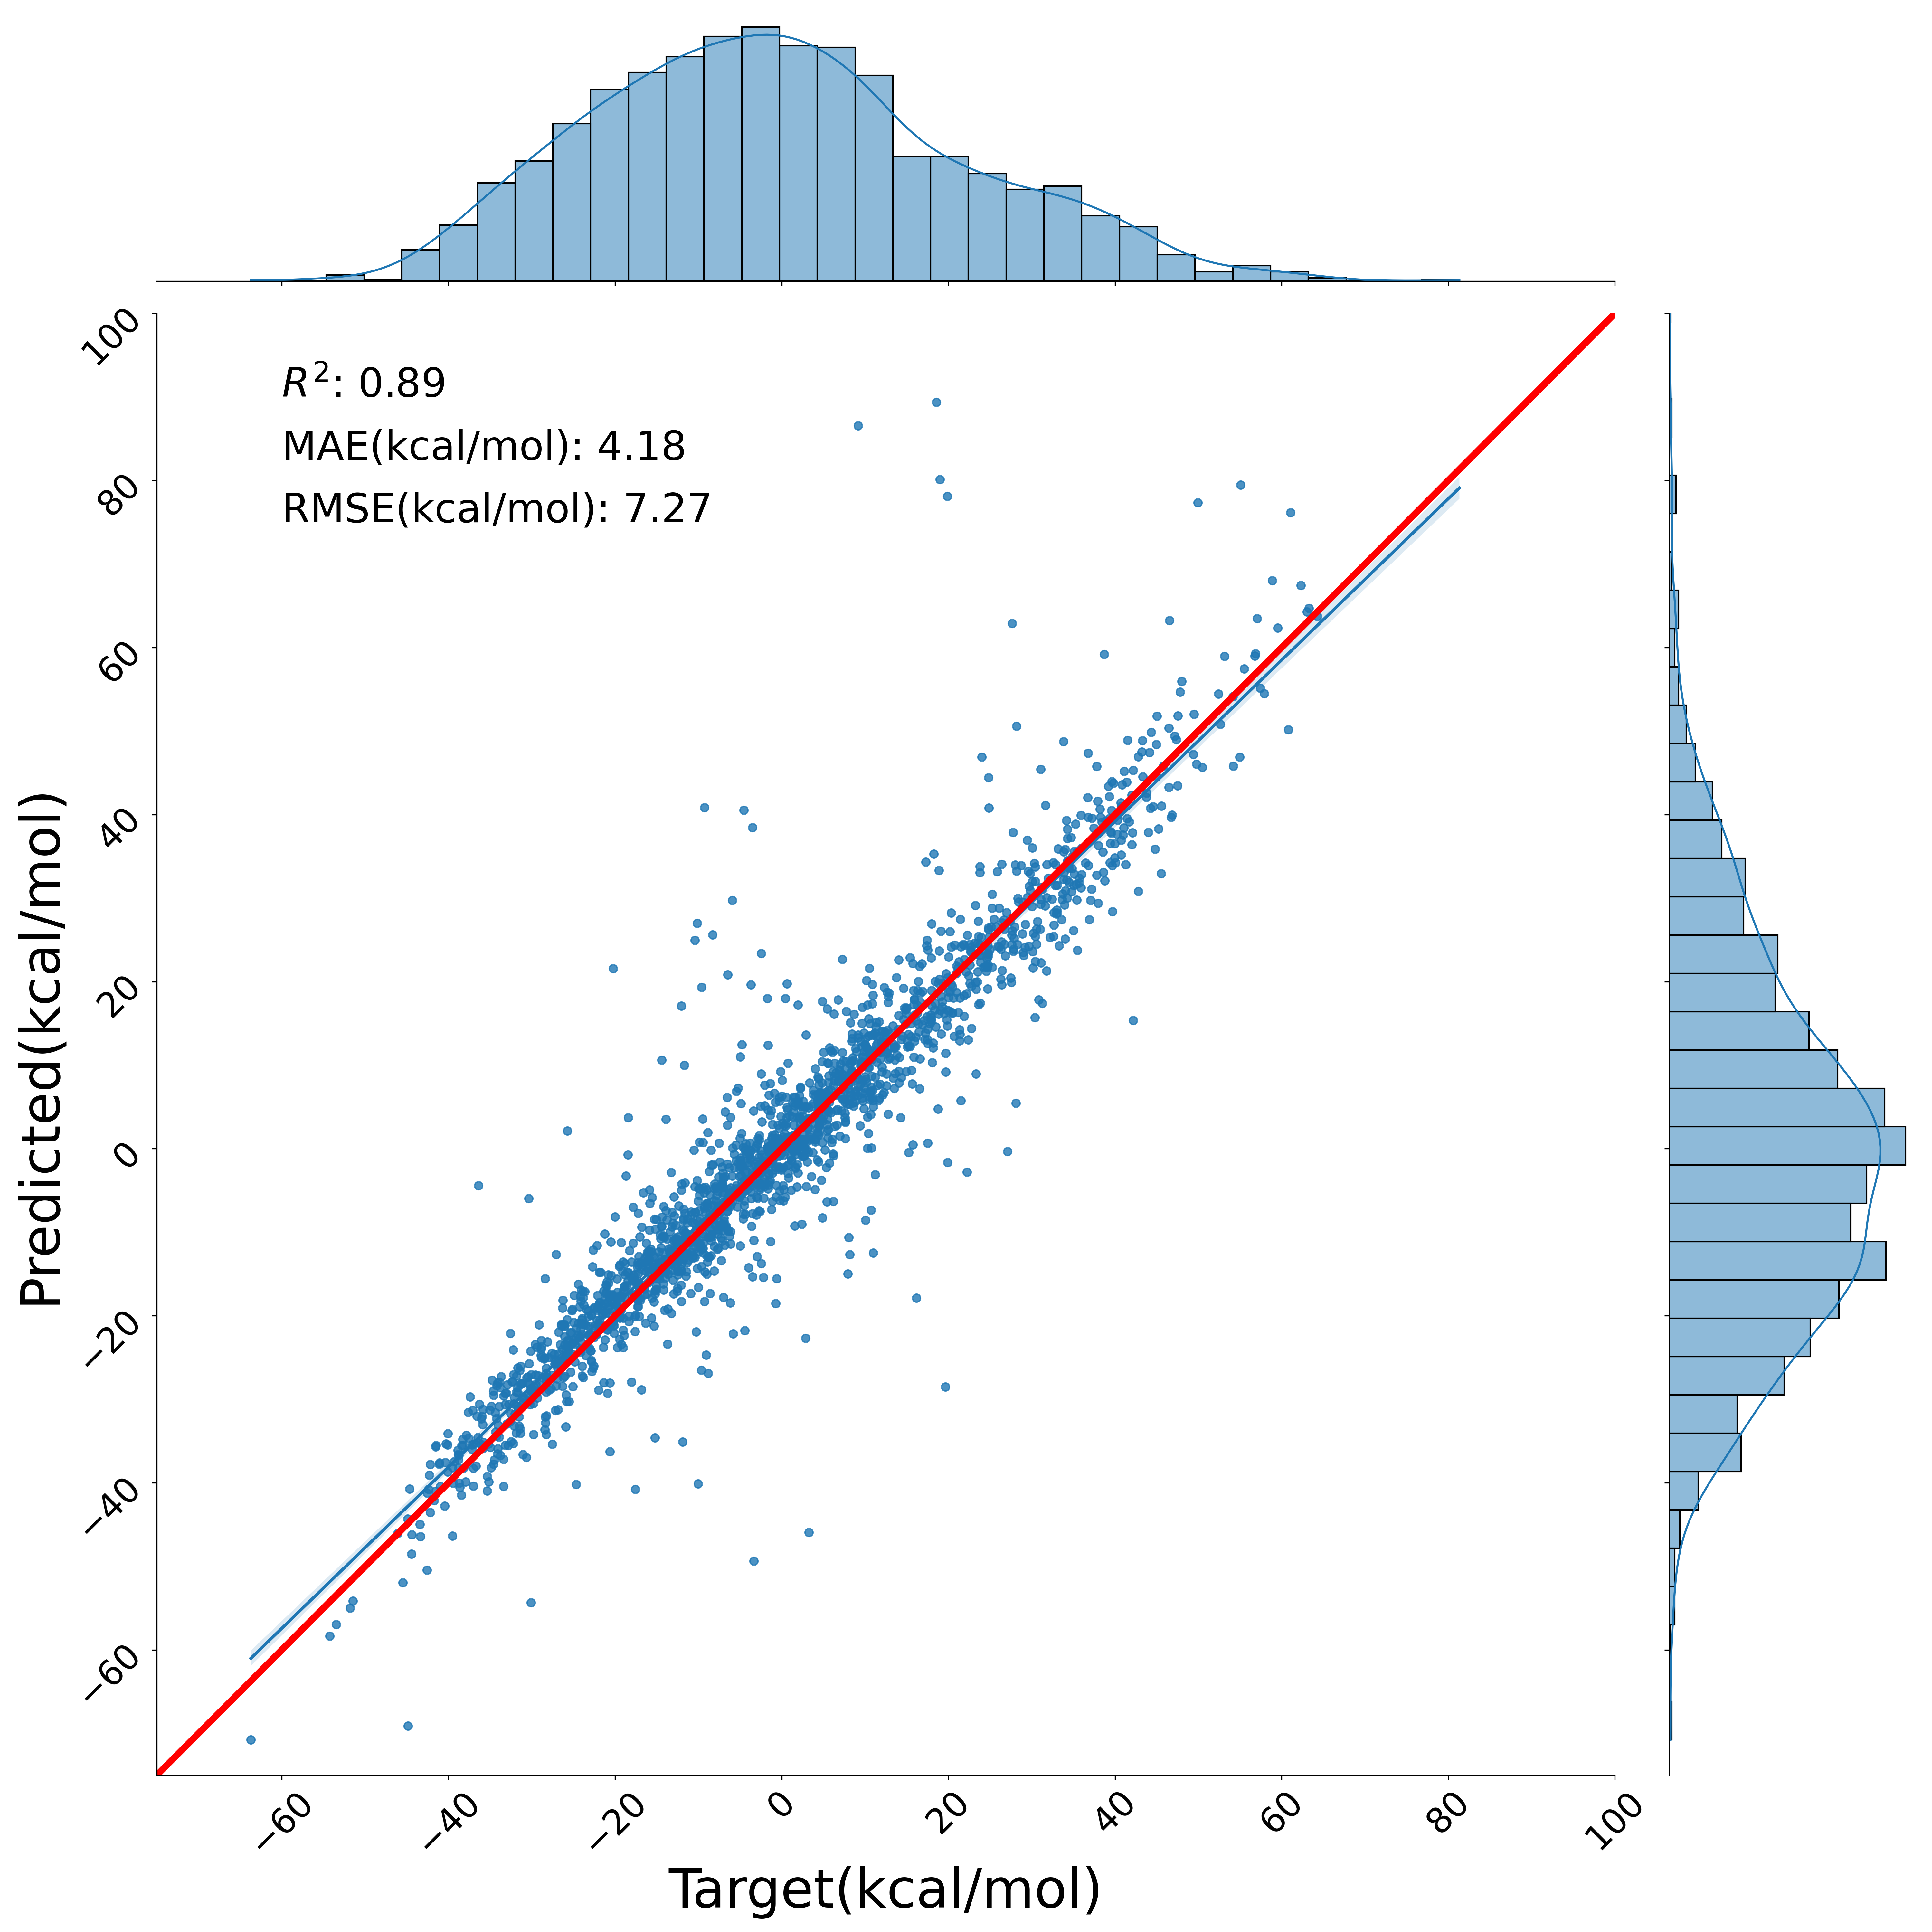 R²: 0.89
MAE(kcal/mol): 4.18
RMSE(kcal/mol): 7.27
100
80
60
40
20
0
−20
−40
−60
Predicted(kcal/mol)
−60 −40 −20 0 20 40 60 80 100
Target(kcal/mol)